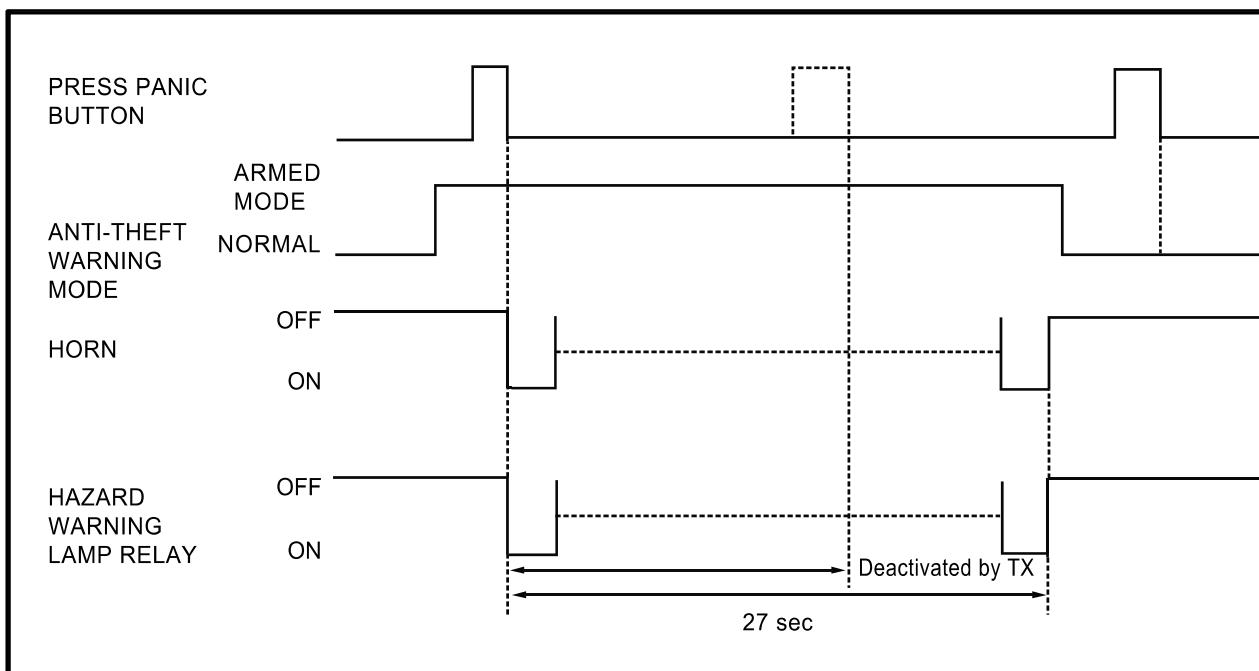 PRESS PANIC
BUTTON
ARMED
MODE
NORMAL
ANTI-THEFT
WARNING
MODE
OFF
HORN
ON
OFF
HAZARD
WARNING
LAMP RELAY
ON
Deactivated by TX
27 sec